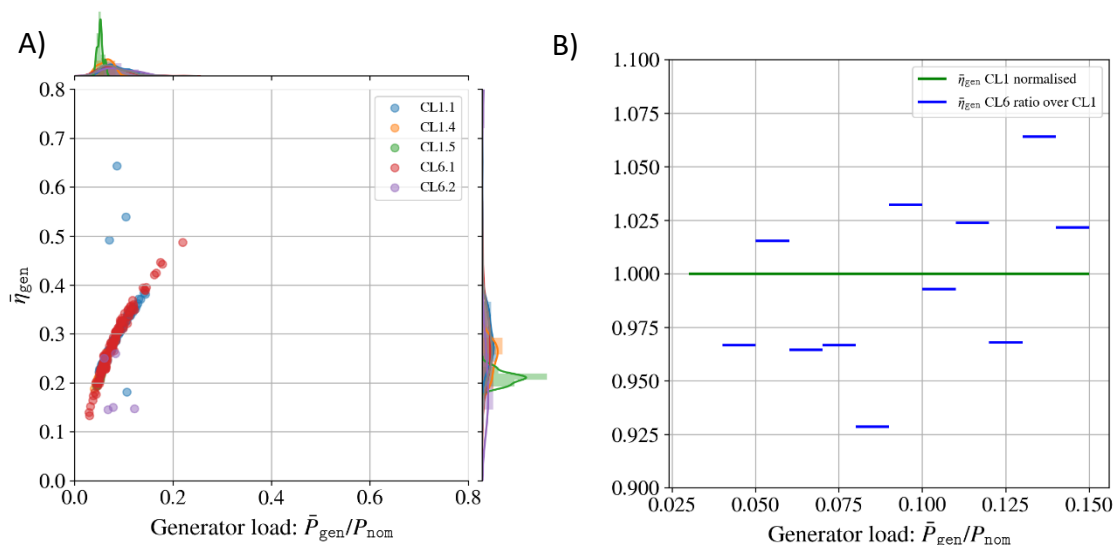 A)
0.8
0.7
0.6
0.5
0.4
0.3
0.2
0.1
0.0
η̄gen
0.0 0.2 0.4 0.6 0.8
Generator load: P̄gen/Pnom
CL1.1
CL1.4
CL1.5
CL6.1
CL6.2
B)
1.100
1.075
1.050
1.025
1.000
0.975
0.950
0.925
0.900
0.025 0.050 0.075 0.100 0.125 0.150
Generator load: P̄gen/Pnom
η̄gen CL1 normalised
η̄gen CL6 ratio over CL1